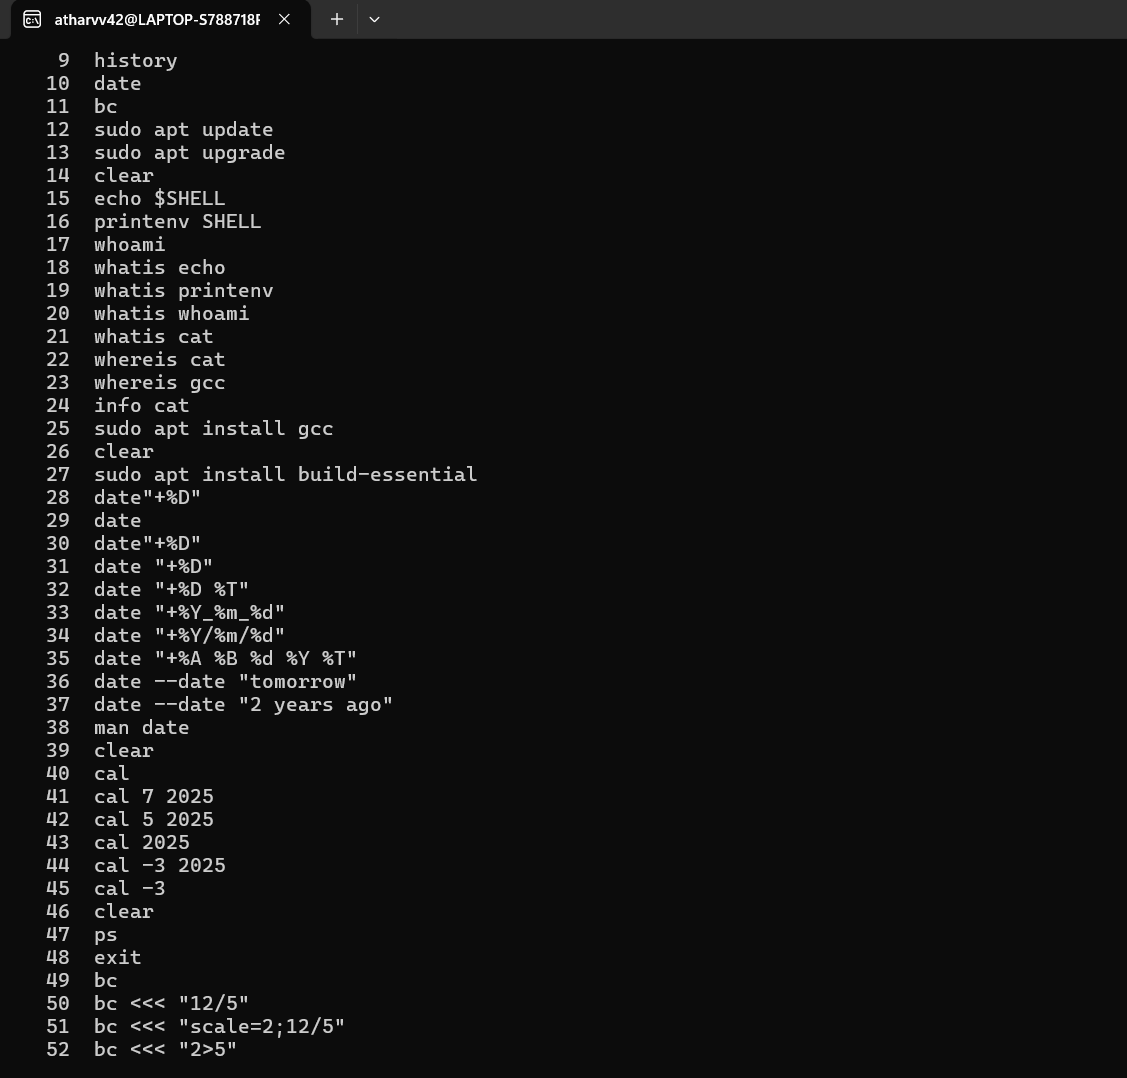 atharvv42@LAPTOP-S788718F
9 history
10 date
11 bc
12 sudo apt update
13 sudo apt upgrade
14 clear
15 echo $SHELL
16 printenv SHELL
17 whoami
18 whatis echo
19 whatis printenv
20 whatis whoami
21 whatis cat
22 whereis cat
23 whereis gcc
24 info cat
25 sudo apt install gcc
26 clear
27 sudo apt install build-essential
28 date"+%D"
29 date
30 date"+%D"
31 date "+%D"
32 date "+%D %T"
33 date "+%Y_%m_%d"
34 date "+%Y/%m/%d"
35 date "+%A %B %d %Y %T"
36 date --date "tomorrow"
37 date --date "2 years ago"
38 man date
39 clear
40 cal
41 cal 7 2025
42 cal 5 2025
43 cal 2025
44 cal -3 2025
45 cal -3
46 clear
47 ps
48 exit
49 bc
50 bc <<< "12/5"
51 bc <<< "scale=2;12/5"
52 bc <<< "2>5"